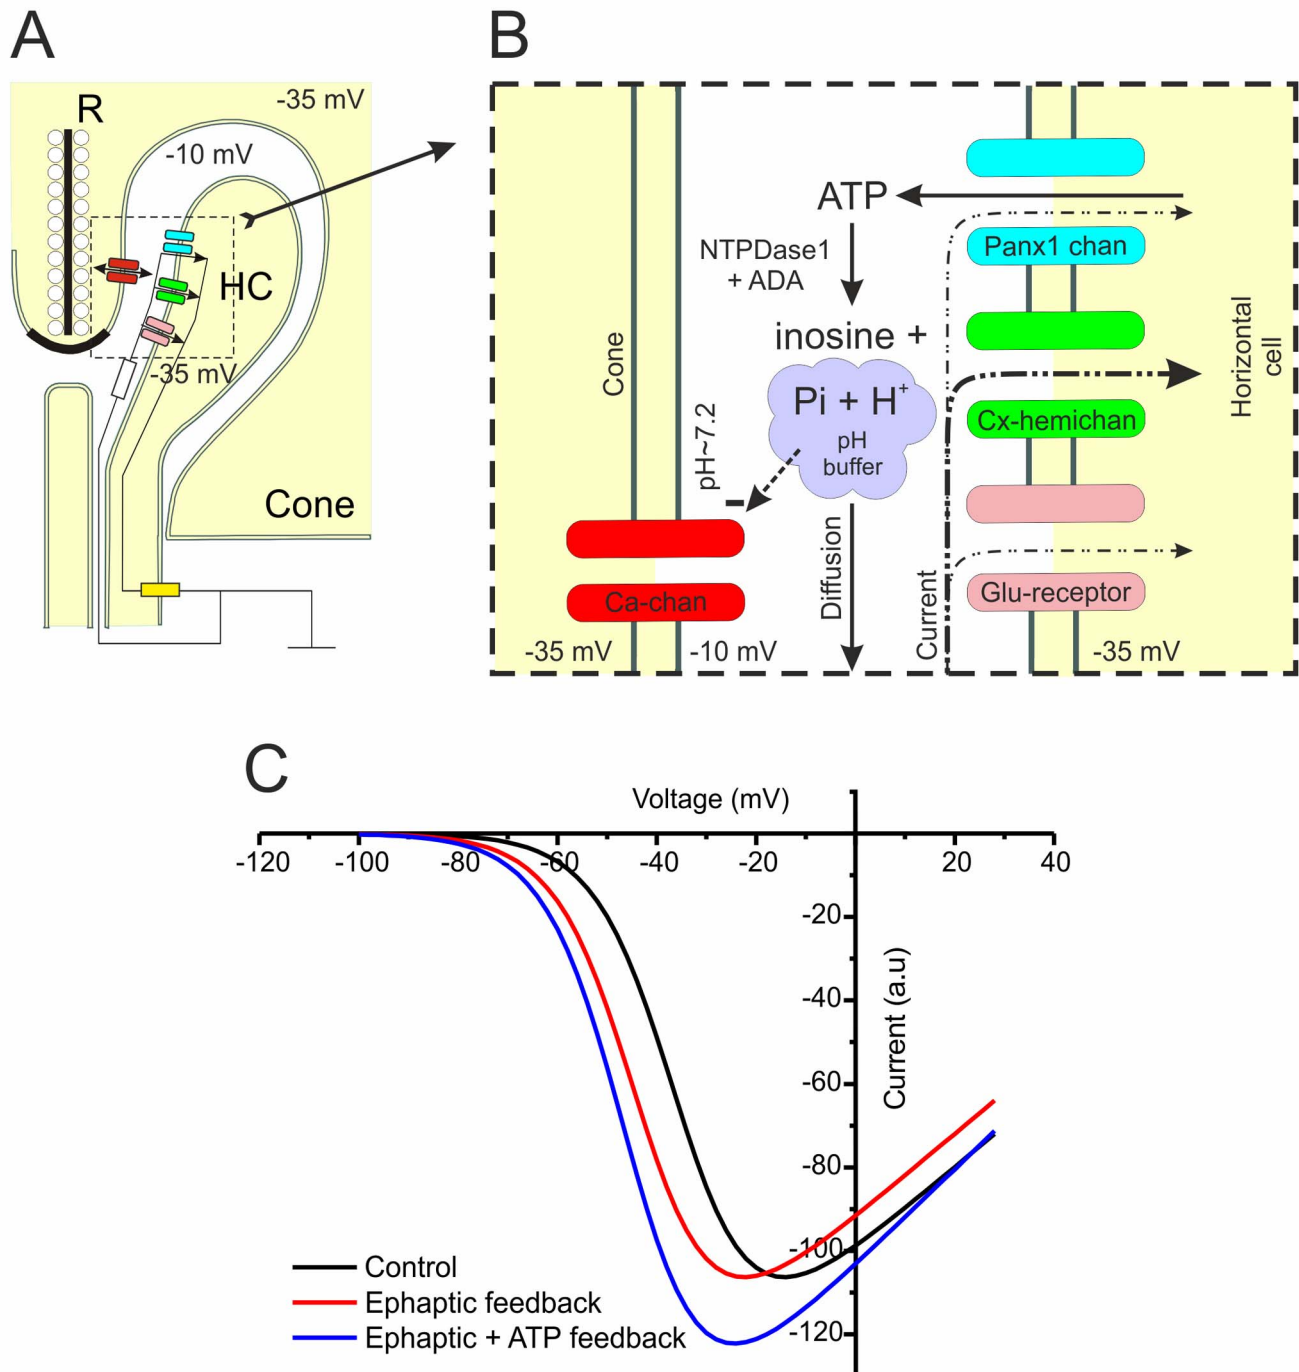 A
R
-35 mV
-10 mV
HC
-35 mV
Cone
B
ATP
NTPDase1
+ ADA
inosine +
Pi + H⁺
pH
buffer
Cone
pH~7.2
Ca-chan
-35 mV
-10 mV
Diffusion
Current
Panx1 chan
Cx-hemichan
Glu-receptor
-35 mV
Horizontal
cell
C
Voltage (mV)
-120 -100 -80 -60 -40 -20 20 40
-20
-40
-60
-80
-100
-120
Current (a.u)
Control
Ephaptic feedback
Ephaptic + ATP feedback